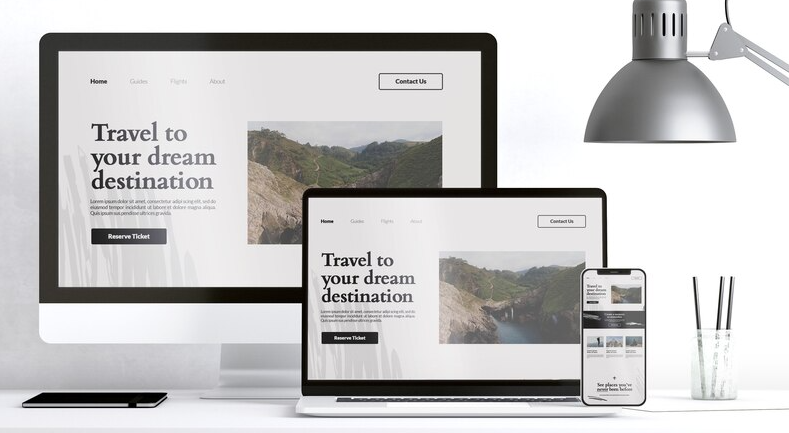 Home Guides Flights About Contact Us
Travel to
your dream
destination
Lorem ipsum dolor sit amet, consectetur adipiscing elit, sed do
eiusmod tempor incididunt ut labore et dolore magna aliqua.
Quis ipsum suspendisse ultrices gravida.
Reserve Ticket
Home Guides Flights About Contact Us
Travel to
your dream
destination
Lorem ipsum dolor sit amet, consectetur adipiscing elit, sed do
eiusmod tempor incididunt ut labore et dolore magna aliqua.
Quis ipsum suspendisse ultrices gravida.
Reserve Ticket
Travel to
your dream
destination
See places you've
never been before